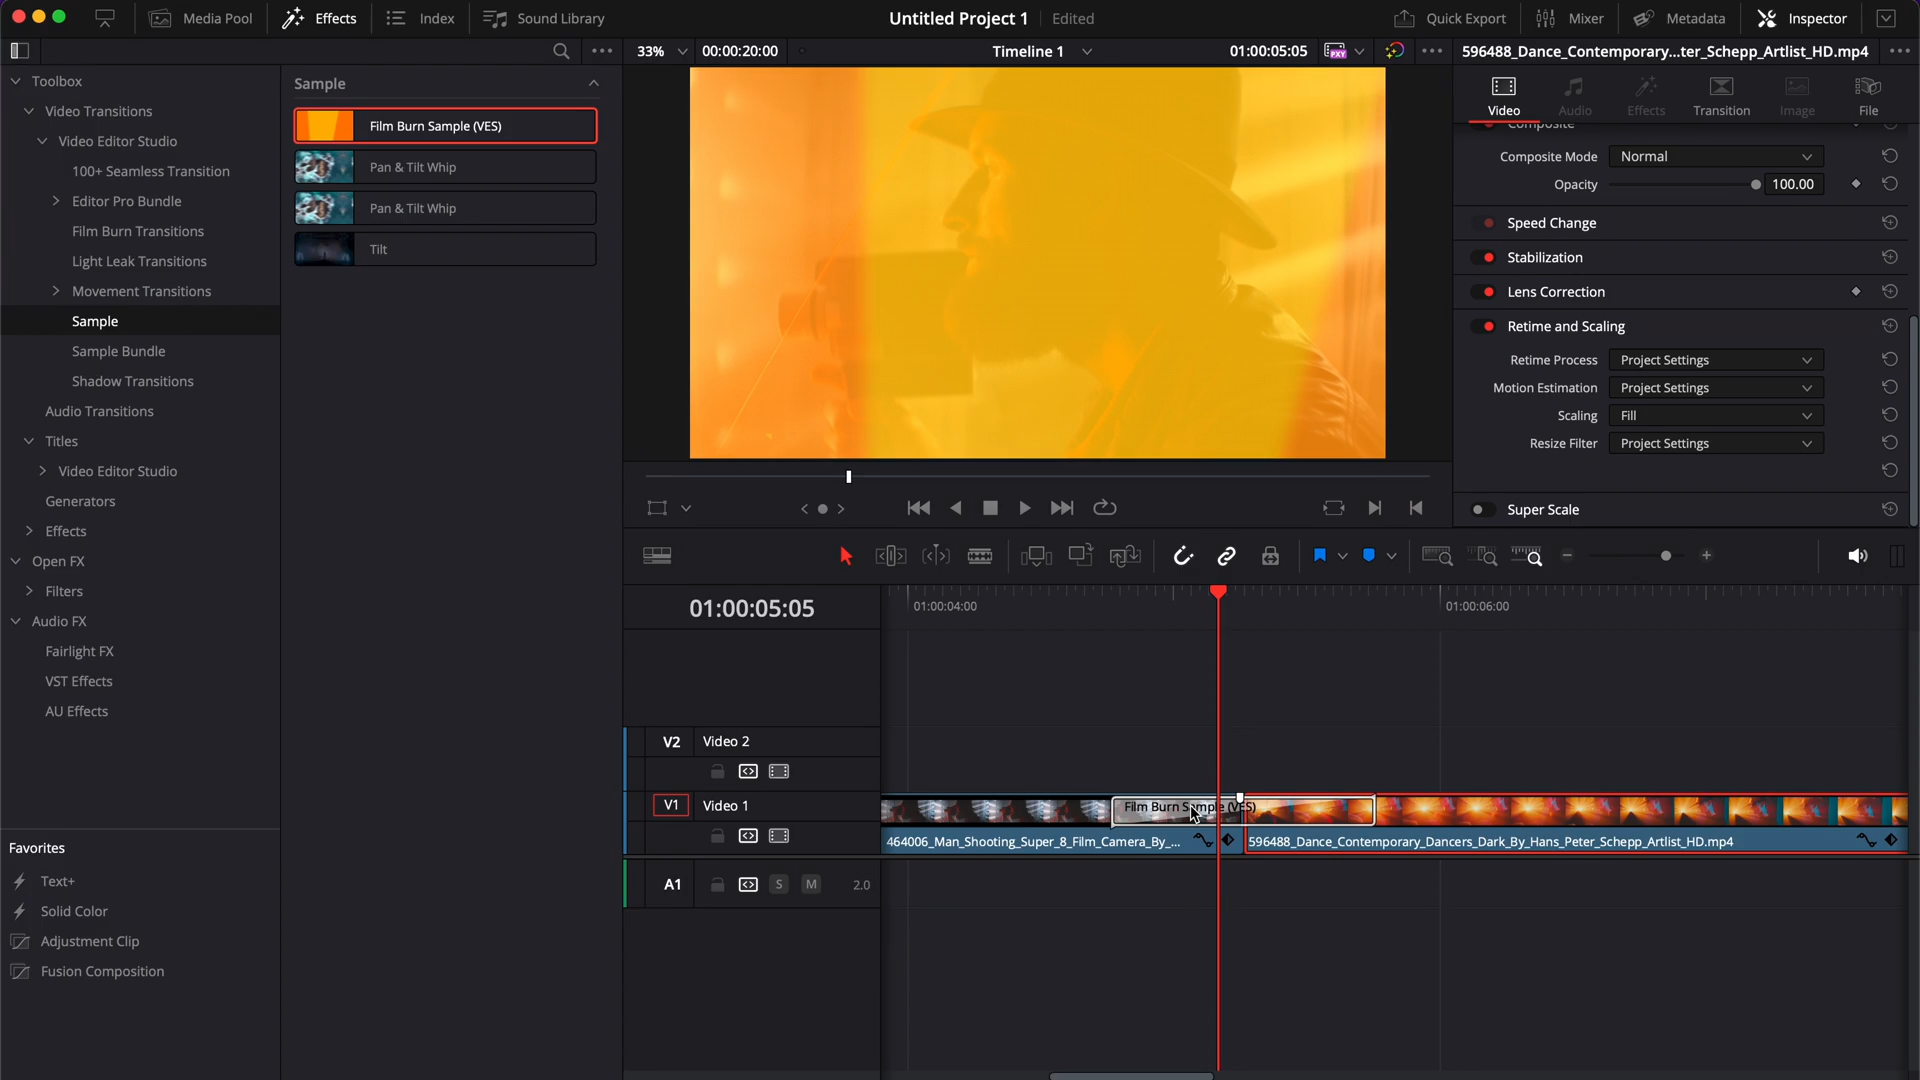 Media Pool
Effects
Index
Sound Library
Untitled Project 1
Edited
Quick Export
Mixer
Metadata
Inspector
33%
00:00:20:00
Timeline 1
01:00:05:05
PXY
596488_Dance_Contemporary...ter_Schepp_Artlist_HD.mp4
Toolbox
Video Transitions
Video Editor Studio
100+ Seamless Transition
Editor Pro Bundle
Film Burn Transitions
Light Leak Transitions
Movement Transitions
Sample
Sample Bundle
Shadow Transitions
Audio Transitions
Titles
Video Editor Studio
Generators
Effects
Open FX
Filters
Audio FX
Fairlight FX
VST Effects
AU Effects
Favorites
Text+
Solid Color
Adjustment Clip
Fusion Composition
Sample
Film Burn Sample (VES)
Pan & Tilt Whip
Pan & Tilt Whip
Tilt
Video
Audio
Effects
Transition
Image
File
Composite
Composite Mode
Normal
Opacity
100.00
Speed Change
Stabilization
Lens Correction
Retime and Scaling
Retime Process
Project Settings
Motion Estimation
Project Settings
Scaling
Fill
Resize Filter
Project Settings
Super Scale
01:00:05:05
01:00:04:00
01:00:06:00
V2
Video 2
V1
Video 1
Film Burn Sample (VES)
464006_Man_Shooting_Super_8_Film_Camera_By_...
596488_Dance_Contemporary_Dancers_Dark_By_Hans_Peter_Schepp_Artlist_HD.mp4
A1
S
M
2.0